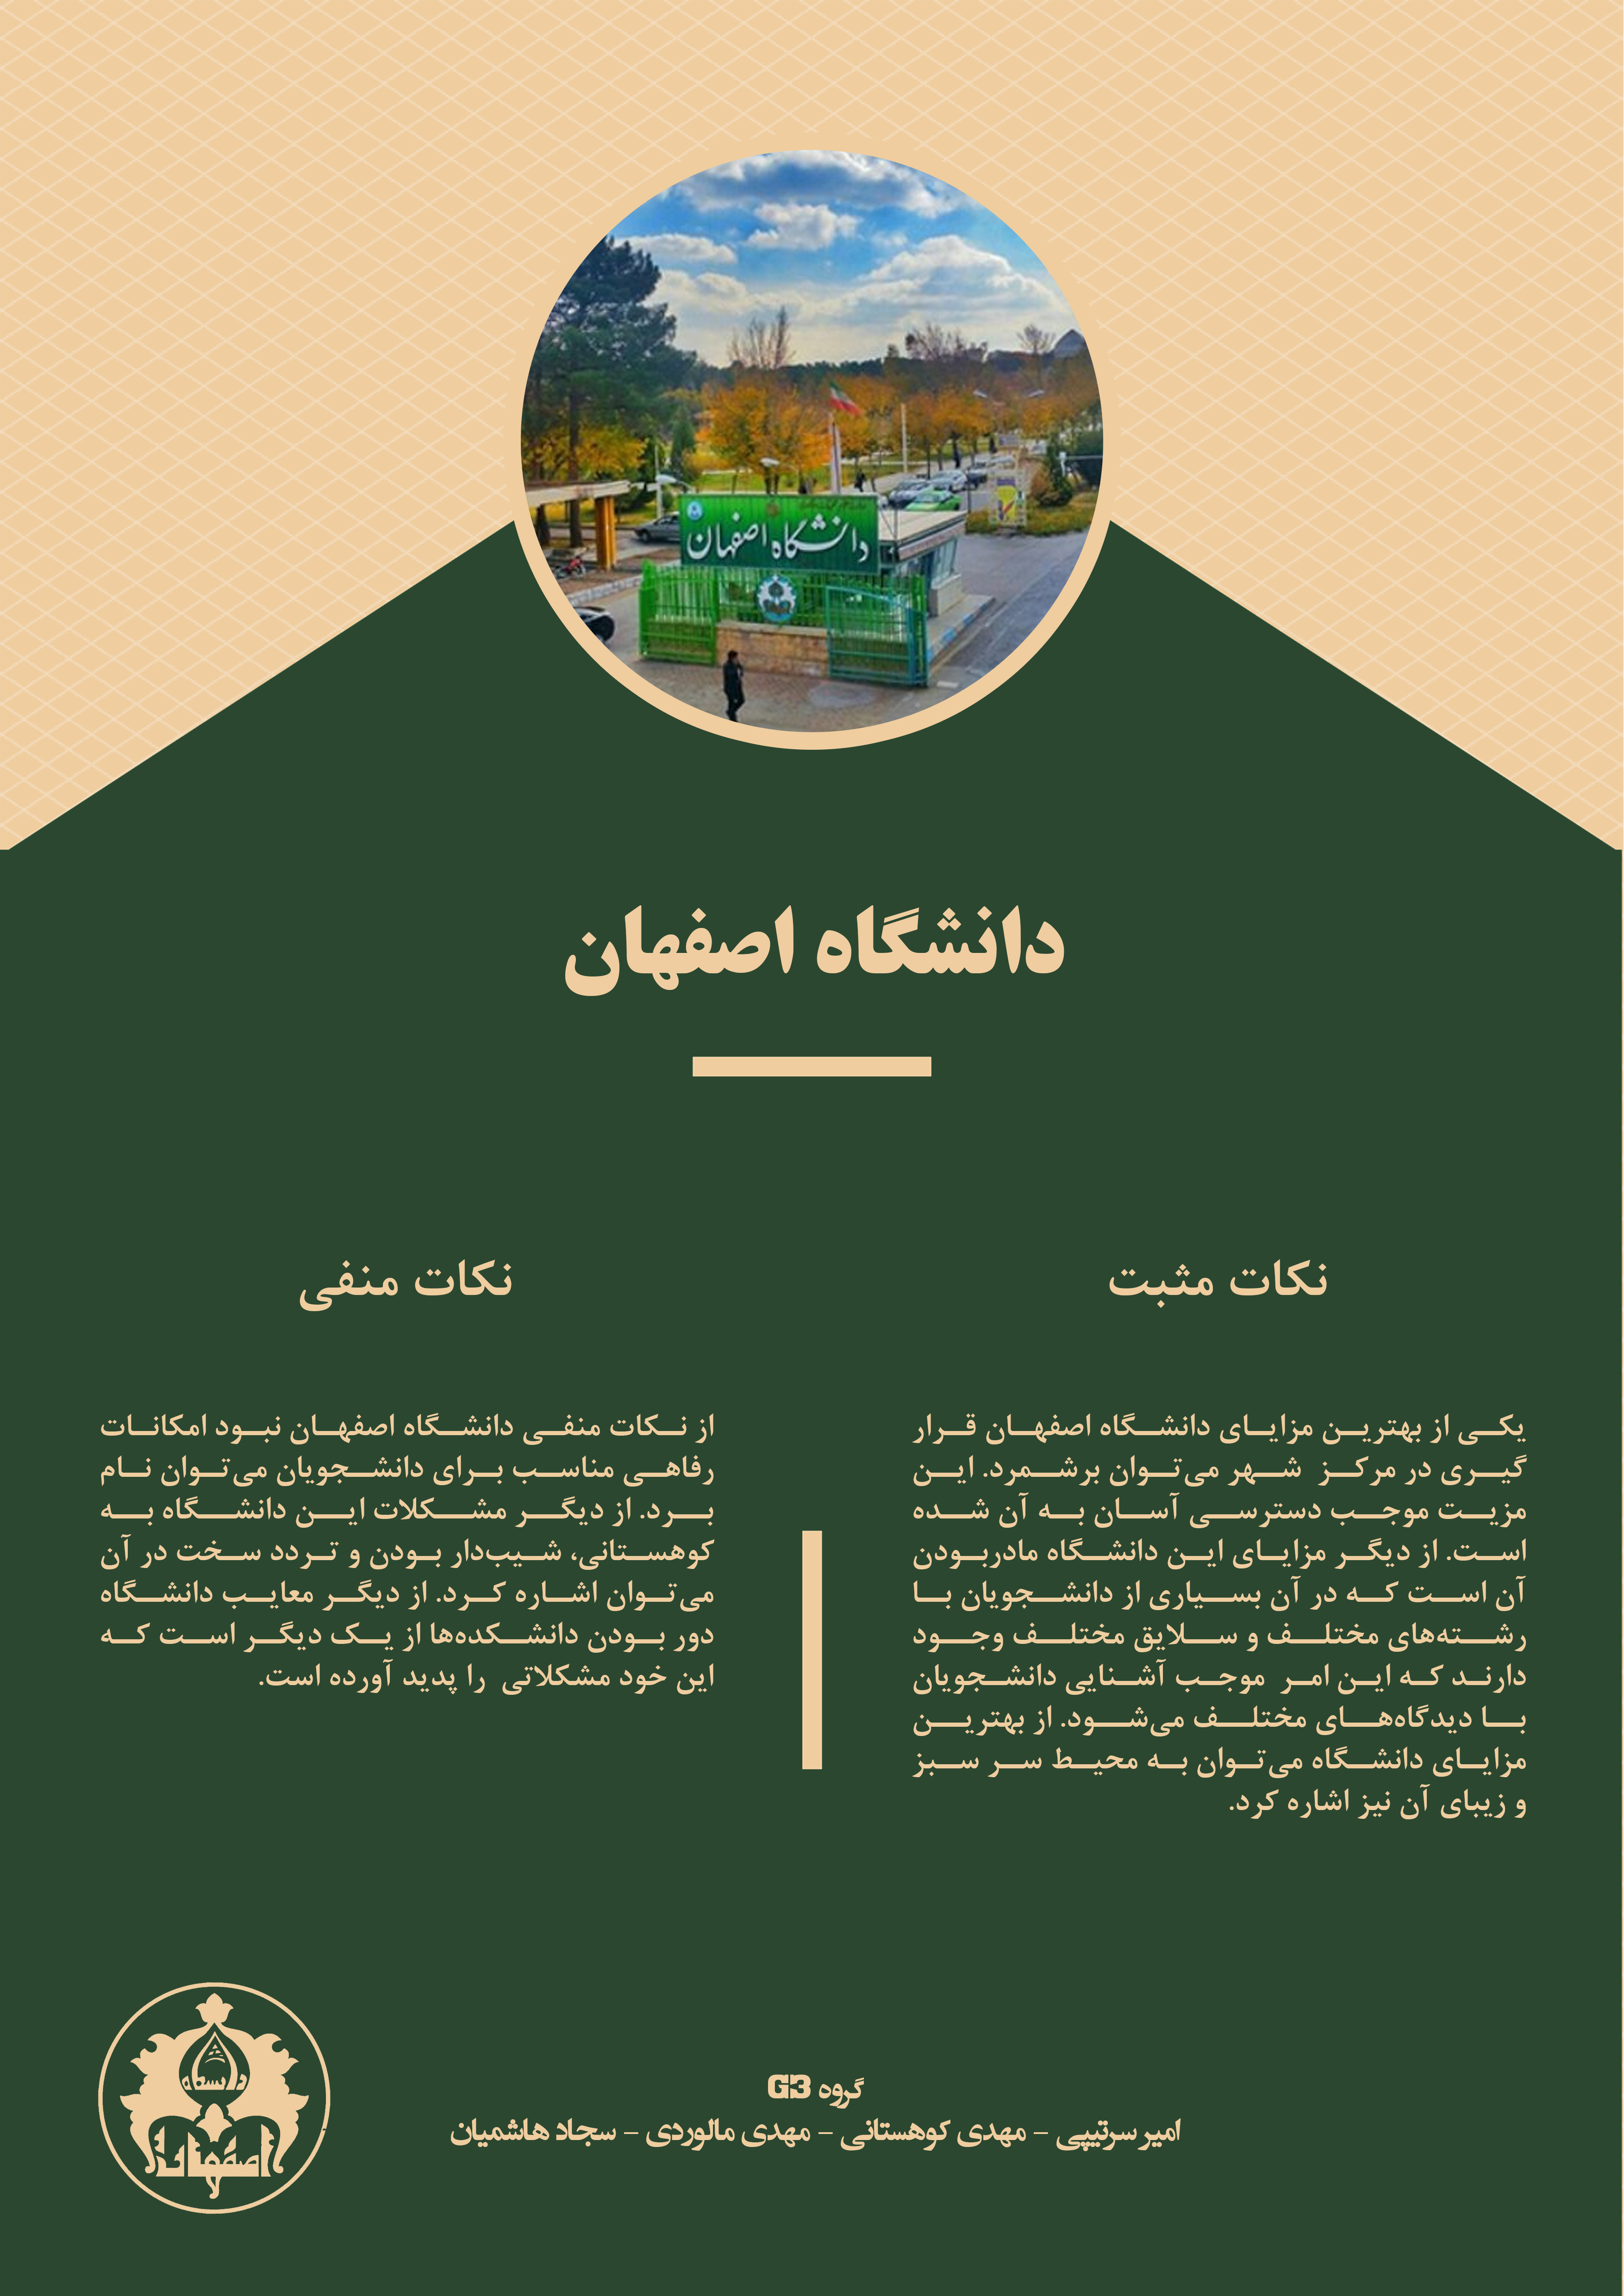 دانشگاه اصفهان
دانشگاه اصفهان
نکات مثبت
یکی از بهترین مزایای دانشگاه اصفهان قرار
گیری در مرکز شهر می‌توان برشمرد. این
مزیت موجب دسترسی آسان به آن شده
است. از دیگر مزایای این دانشگاه مادربودن
آن است که در آن بسیاری از دانشجویان با
رشته‌های مختلف و سلایق مختلف وجود
دارند که این امر موجب آشنایی دانشجویان
با دیدگاه‌های مختلف می‌شود. از بهترین
مزایای دانشگاه می‌توان به محیط سر سبز
و زیبای آن نیز اشاره کرد.
نکات منفی
از نکات منفی دانشگاه اصفهان نبود امکانات
رفاهی مناسب برای دانشجویان می‌توان نام
برد. از دیگر مشکلات این دانشگاه به
کوهستانی، شیب‌دار بودن و تردد سخت در آن
می‌توان اشاره کرد. از دیگر معایب دانشگاه
دور بودن دانشکده‌ها از یک دیگر است که
این خود مشکلاتی را پدید آورده است.
گروه G3
امیر سرتیپی - مهدی کوهستانی - مهدی مالوردی - سجاد هاشمیان
دانشگاه
اصفهان